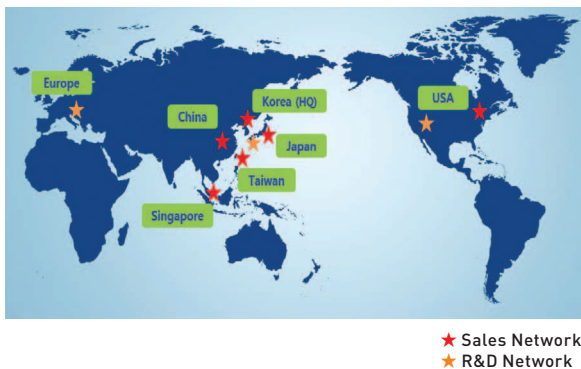 Europe
Korea (HQ)
China
USA
Japan
Taiwan
Singapore
Sales Network
R&D Network